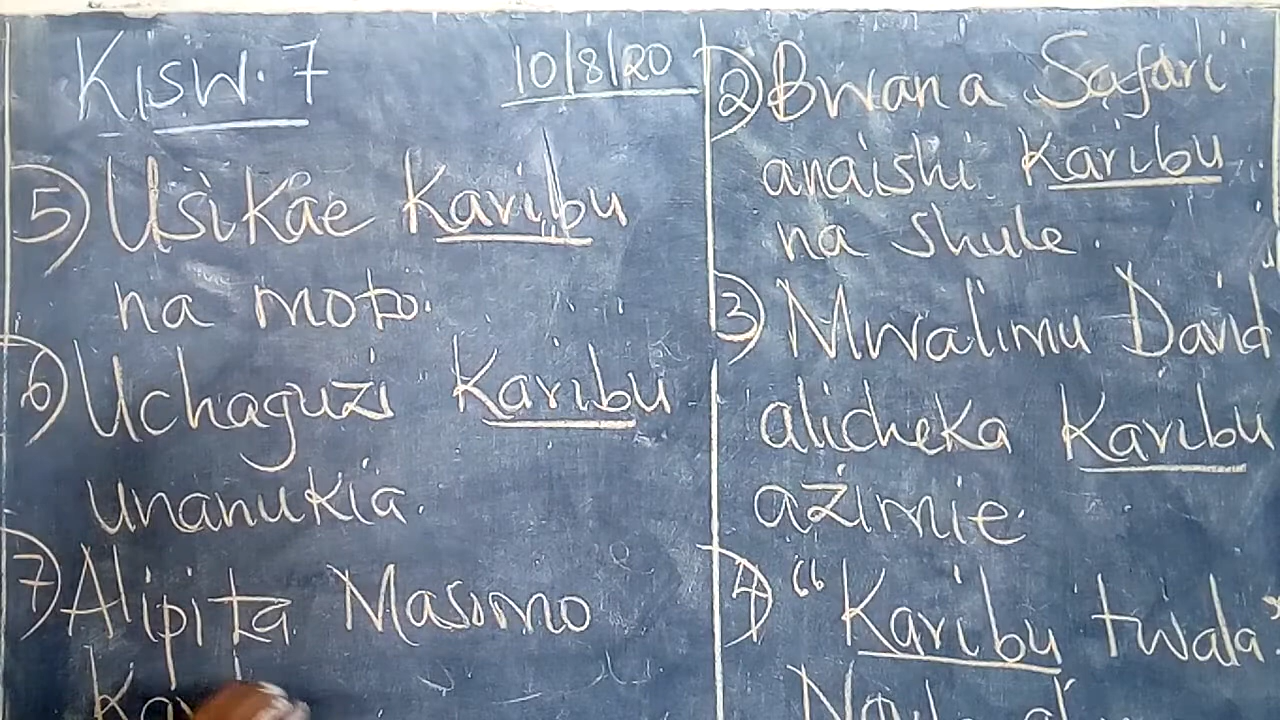 Kisw. 7 10/8/20
5) Usikae Karibu
na moto.
6) Uchaguzi Karibu
unanukia.
7) Alipita Masomo
2) Bwana Safari
anaishi Karibu
na shule.
3) Mwalimu David
alicheka Karibu
azimie.
4) "Karibu twala"